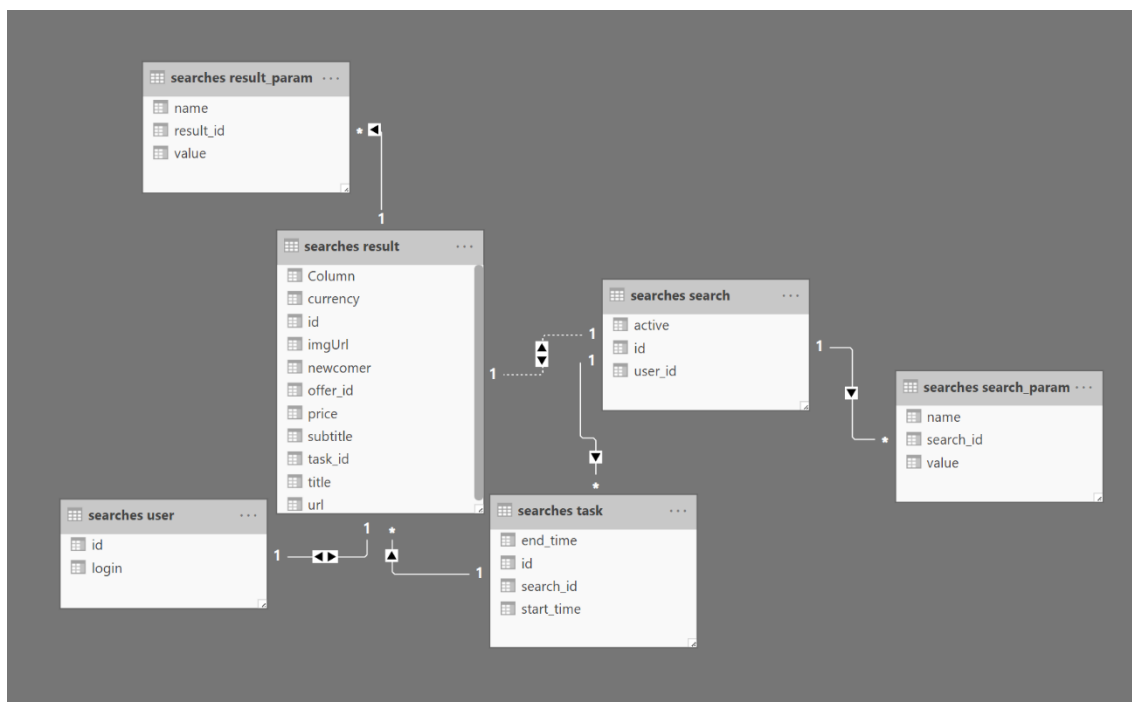 searches result_param ...
name
result_id
value
*
1
searches result ...
Column
currency
id
imgUrl
newcomer
offer_id
price
subtitle
task_id
title
url
1
1
1
searches search ...
active
id
user_id
1
*
searches search_param ...
name
search_id
value
searches user ...
id
login
1
1
*
1
*
searches task ...
end_time
id
search_id
start_time